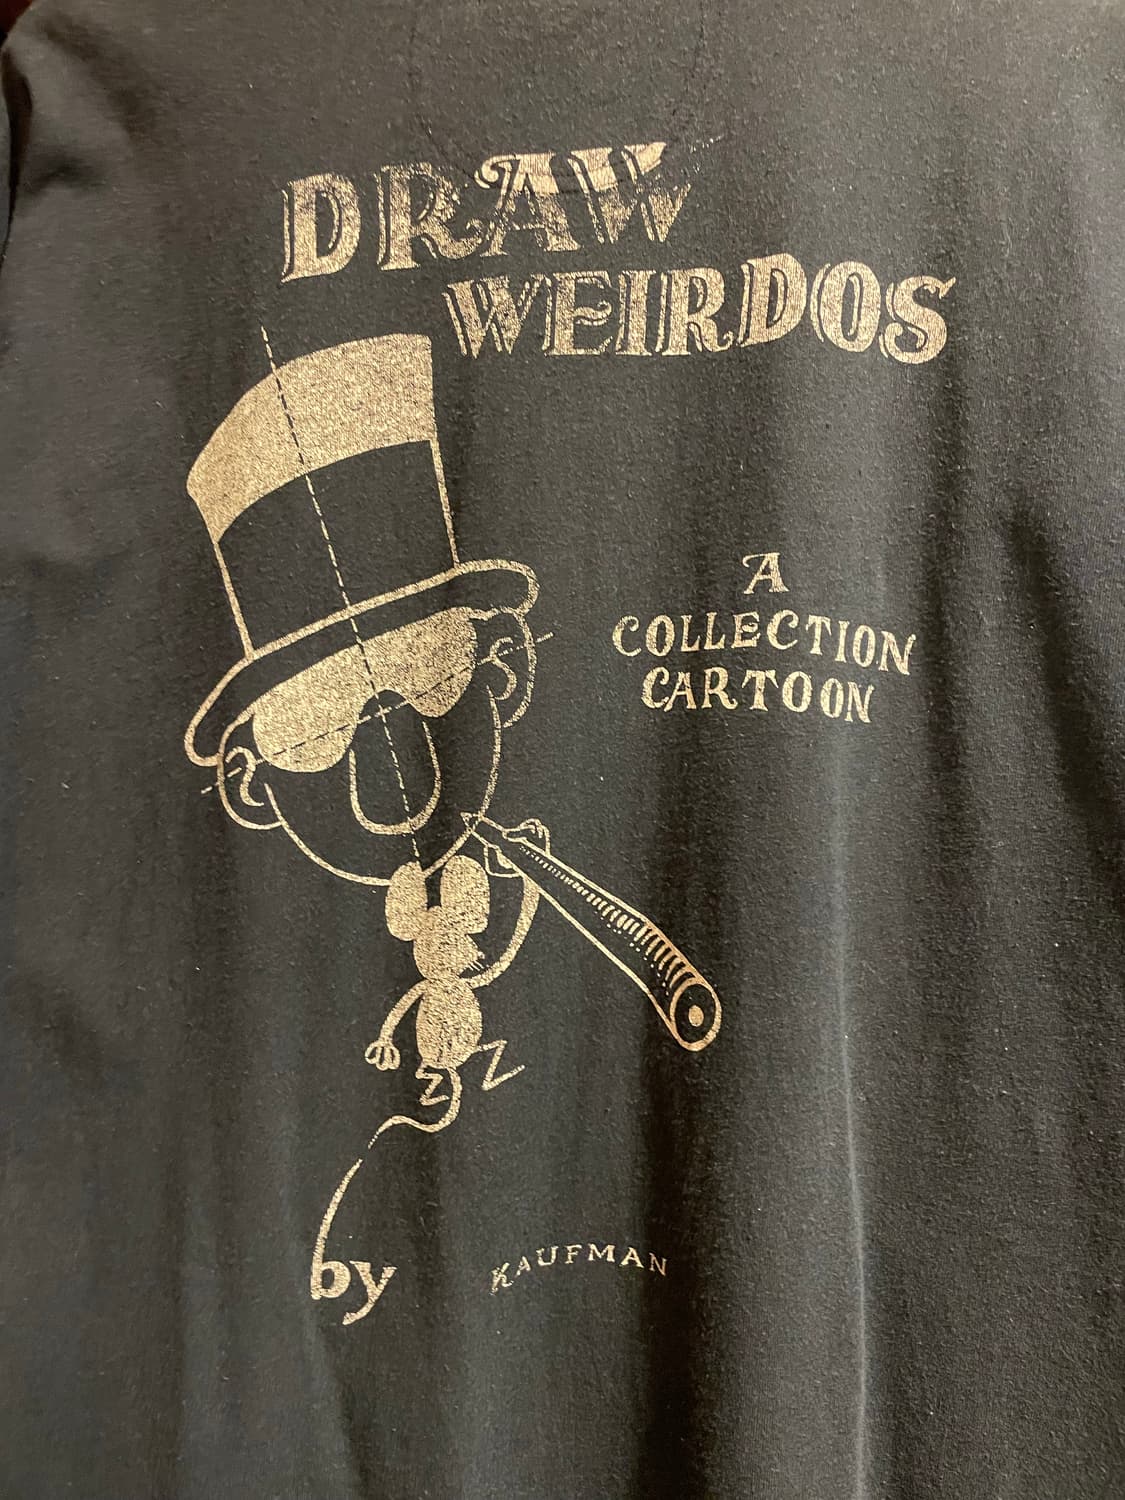 DRAW
WEIRDOS
A
COLLECTION
CARTOON
by KAUFMAN